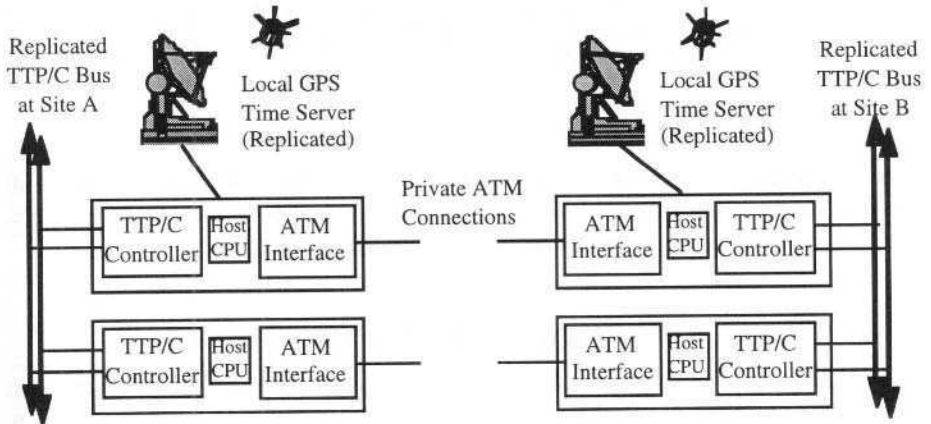 Replicated
TTP/C Bus
at Site A
Local GPS
Time Server
(Replicated)
Local GPS
Time Server
(Replicated)
Replicated
TTP/C Bus
at Site B
Private ATM
Connections
TTP/C
Controller
Host
CPU
ATM
Interface
ATM
Interface
Host
CPU
TTP/C
Controller
TTP/C
Controller
Host
CPU
ATM
Interface
ATM
Interface
Host
CPU
TTP/C
Controller